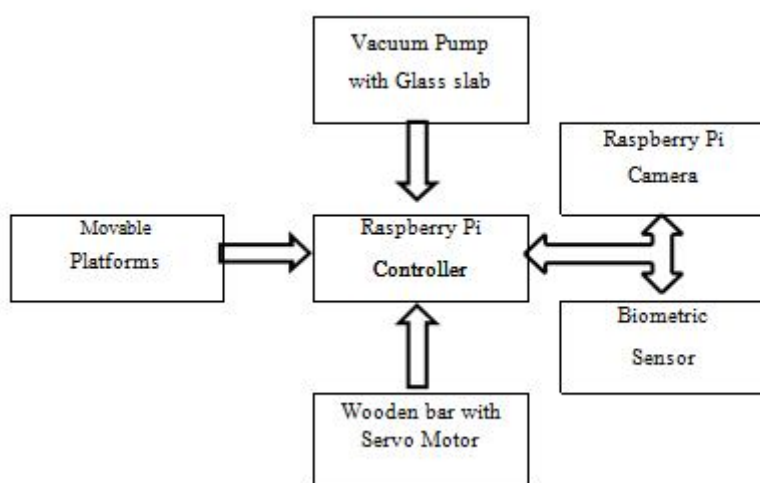 Vacuum Pump
with Glass slab
Raspberry Pi
Camera
Movable
Platforms
Raspberry Pi
Controller
Biometric
Sensor
Wooden bar with
Servo Motor